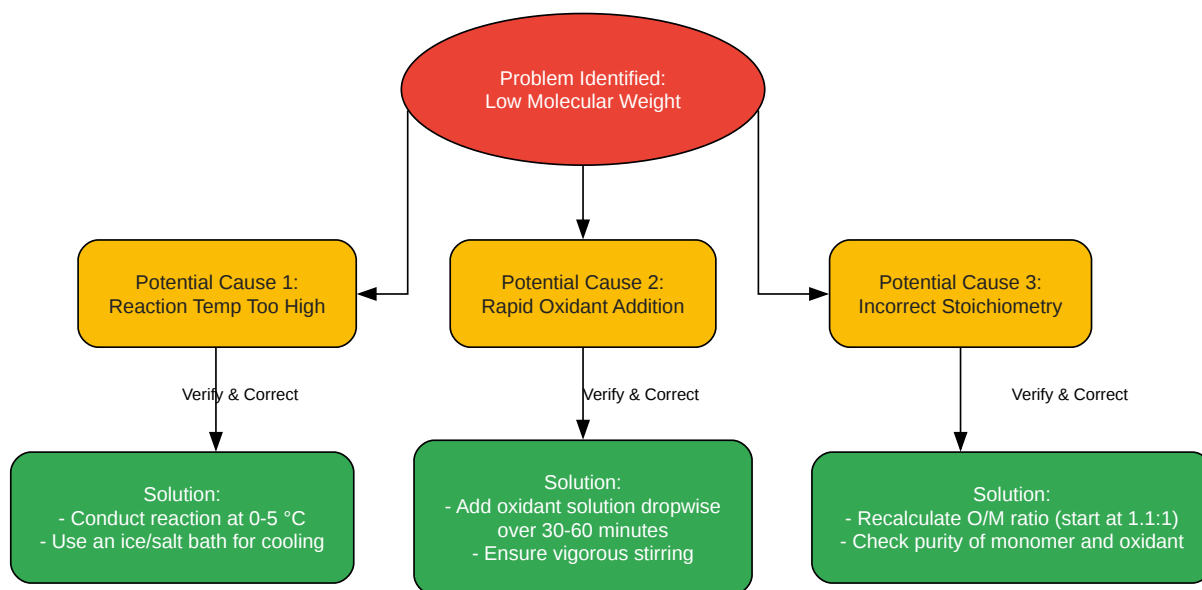 Problem Identified:
Low Molecular Weight
Potential Cause 1:
Reaction Temp Too High
Potential Cause 2:
Rapid Oxidant Addition
Potential Cause 3:
Incorrect Stoichiometry
Verify & Correct
Verify & Correct
Verify & Correct
Solution:
- Conduct reaction at 0-5 °C
- Use an ice/salt bath for cooling
Solution:
- Add oxidant solution dropwise
over 30-60 minutes
- Ensure vigorous stirring
Solution:
- Recalculate O/M ratio (start at 1.1:1)
- Check purity of monomer and oxidant